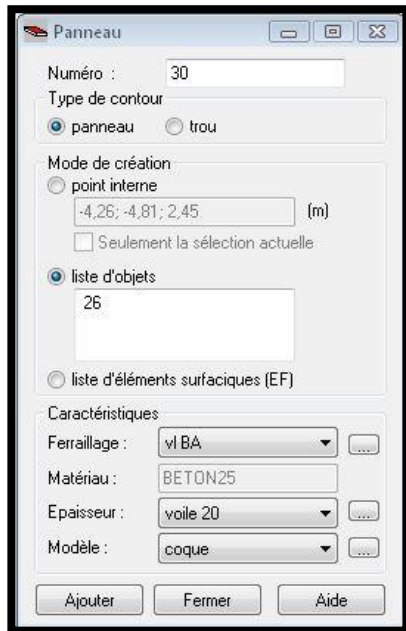 Panneau
Numéro : 30
Type de contour
panneau trou
Mode de création
point interne
-4,26; -4,81; 2,45 (m)
Seulement la sélection actuelle
liste d'objets
26
liste d'éléments surfaciques (EF)
Caractéristiques
Ferraillage : vl BA ...
Matériau : BETON25
Epaisseur : voile 20 ...
Modèle : coque ...
Ajouter Fermer Aide